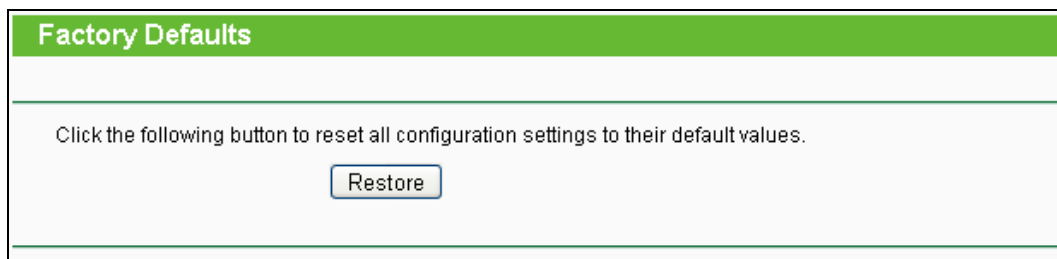 Factory Defaults
Click the following button to reset all configuration settings to their default values.
Restore